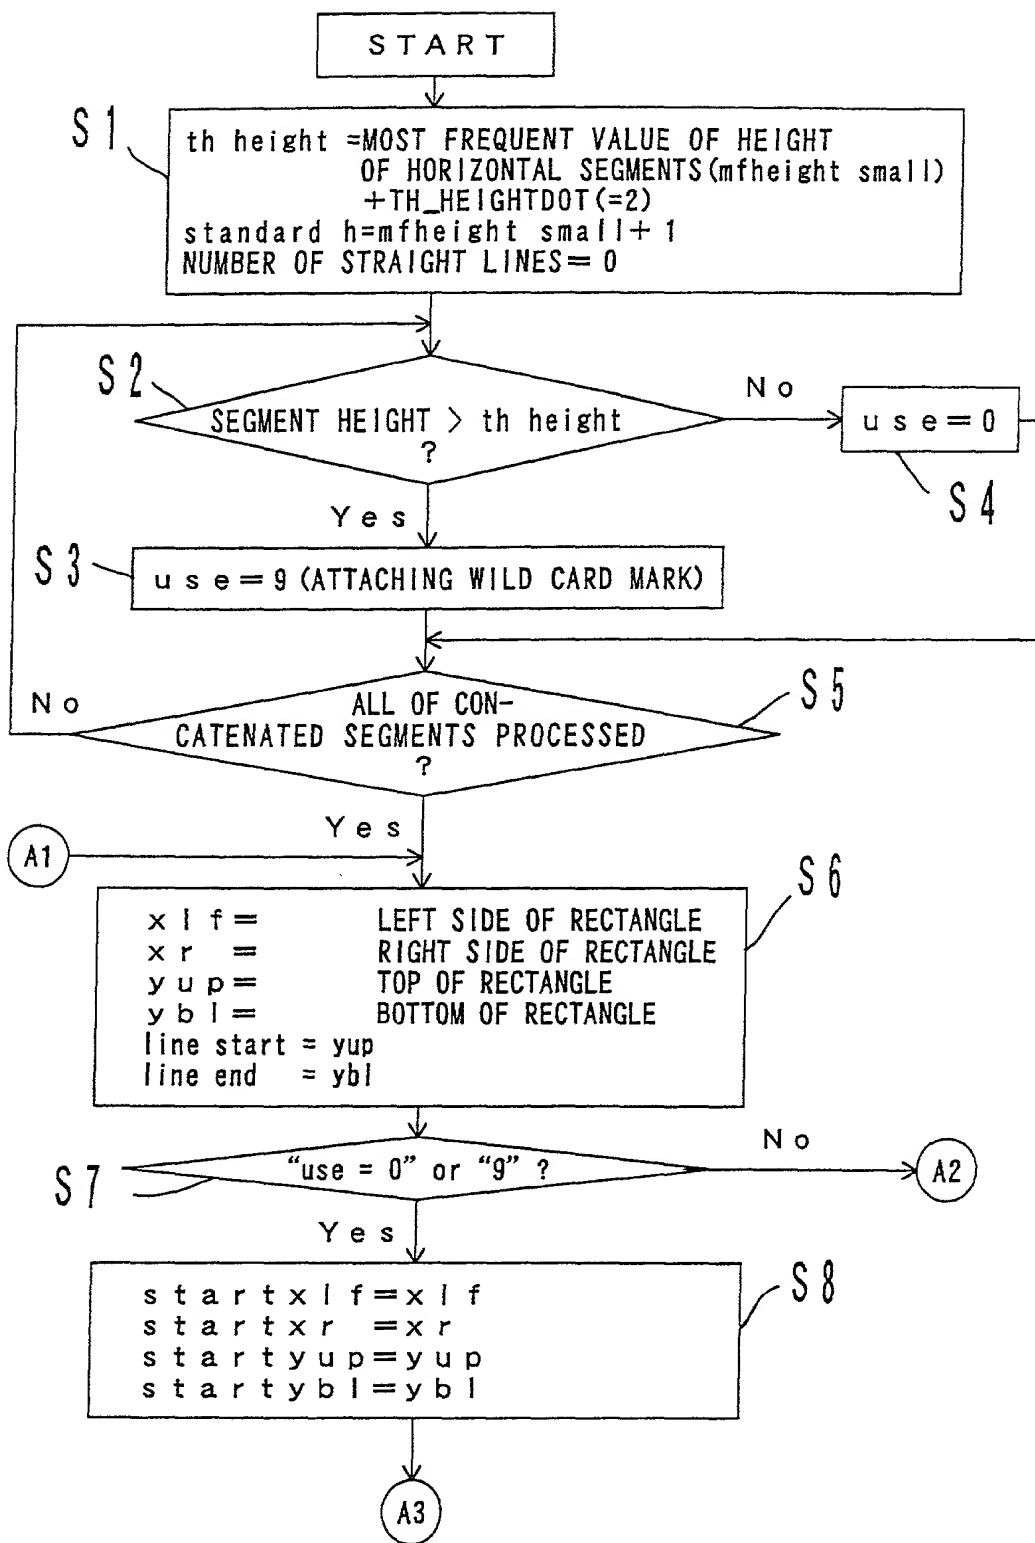 START
S1
th height =MOST FREQUENT VALUE OF HEIGHT
OF HORIZONTAL SEGMENTS(mfheight small)
+TH_HEIGHTDOT(=2)
standard h=mfheight small+ 1
NUMBER OF STRAIGHT LINES= 0
S2
SEGMENT HEIGHT > th height
?
No
use=0
S4
Yes
S3
use=9 (ATTACHING WILD CARD MARK)
No
ALL OF CON-
CATENATED SEGMENTS PROCESSED
?
S5
Yes
A1
S6
xlf= LEFT SIDE OF RECTANGLE
xr = RIGHT SIDE OF RECTANGLE
yup= TOP OF RECTANGLE
ybl= BOTTOM OF RECTANGLE
line start = yup
line end = ybl
S7
“use = 0” or “9” ?
No
A2
Yes
S8
startxlf=xlf
startxr =xr
startyup=yup
startybl=ybl
A3